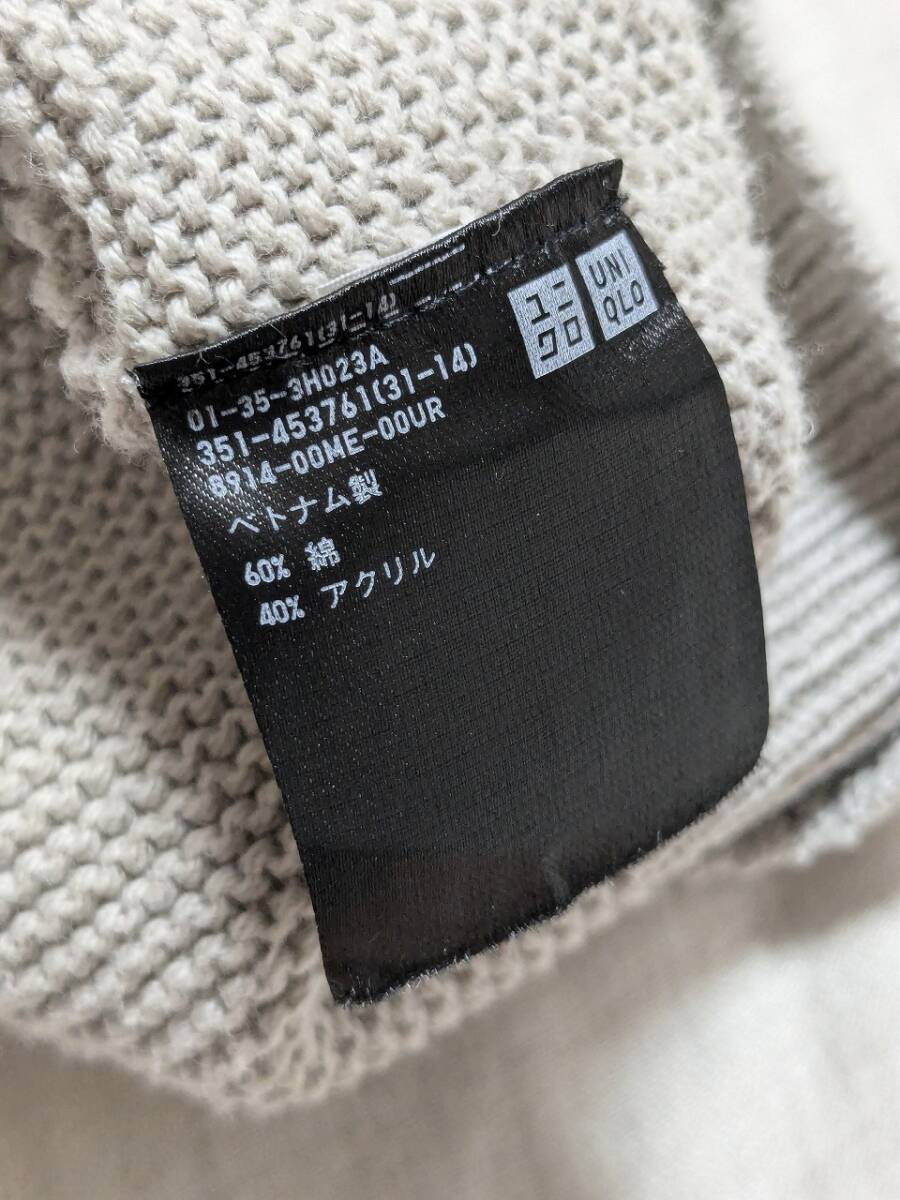 ユニ
クロ
UNI
QLO
351-453761(31-14)
01-35-3H023A
351-453761(31-14)
8914-00ME-00UR
ベトナム製
60% 綿
40% アクリル